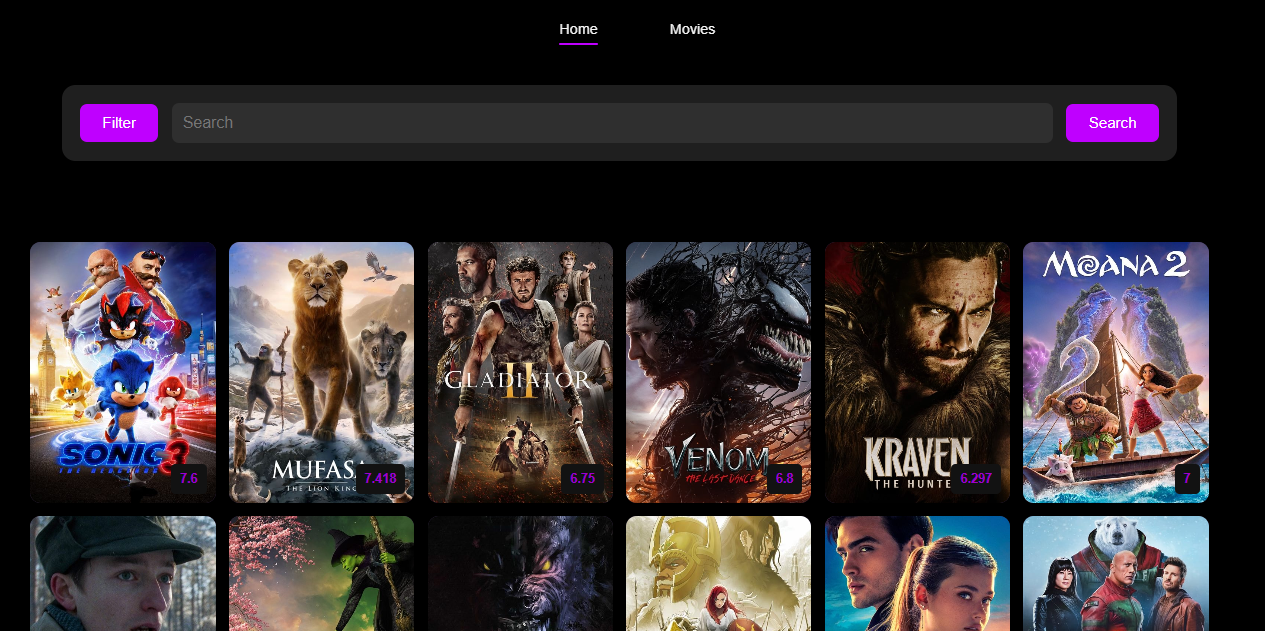 Home Movies
Filter Search Search
MOANA 2
GLADIATOR
II
SONIC 3
MUFASA
THE LION KING
VENOM
THE LAST DANCE
KRAVEN
THE HUNTE
7.6 7.418 6.75 6.8 6.297 7